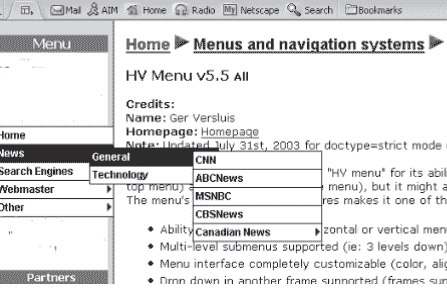 Mail AIM Home Radio My Netscape Search Bookmarks
Menu
Home Menus and navigation systems
HV Menu v5.5 All
Credits:
Name: Ger Versluis
Homepage: Homepage
Note: Updated July 31st, 2003 for doctype=strict mode
Home
News
Search Engines
Webmaster
Other
General
Technology
CNN
ABCNews
MSNBC
CBSNews
Canadian News
"HV menu" for its abil
top menu) a
menu), but it might a
The menu's
res makes it one of th
Ability
izontal or vertical menu
Multi-level submenus supported (ie: 3 levels down)
Menu interface completely customizable (color, alig
Drop down in another frame supported (frames sup
Partners